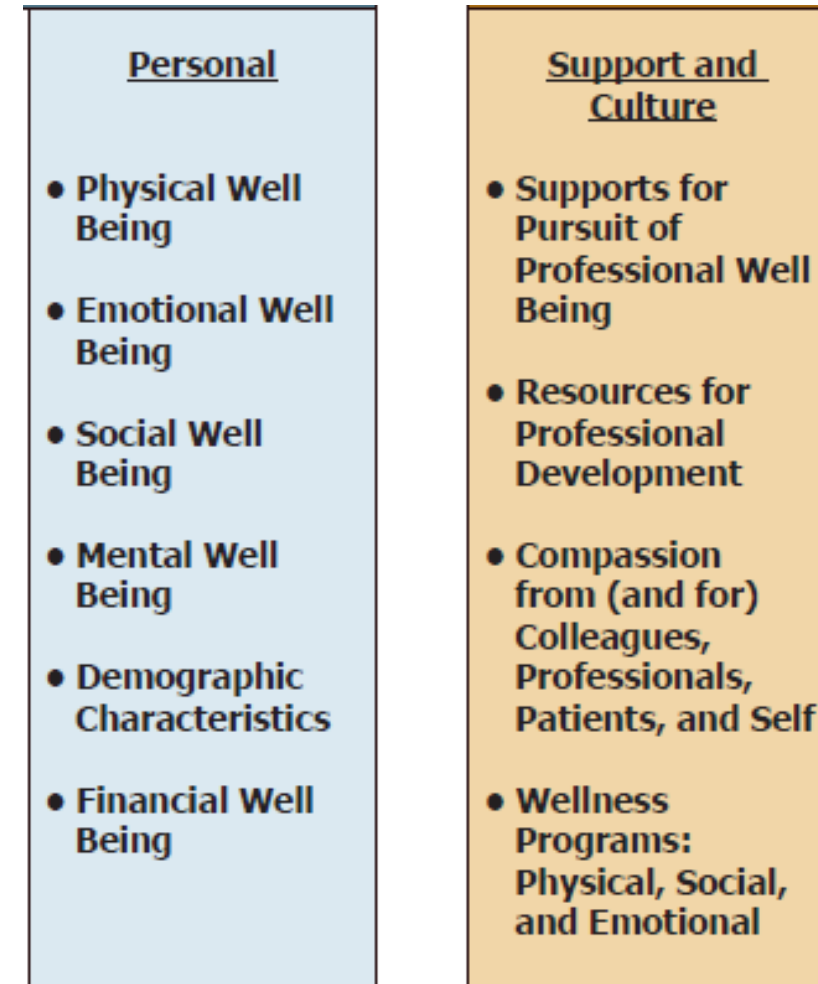 Personal
● Physical Well
Being
● Emotional Well
Being
● Social Well
Being
● Mental Well
Being
● Demographic
Characteristics
● Financial Well
Being
Support and
Culture
● Supports for
Pursuit of
Professional Well
Being
● Resources for
Professional
Development
● Compassion
from (and for)
Colleagues,
Professionals,
Patients, and Self
● Wellness
Programs:
Physical, Social,
and Emotional